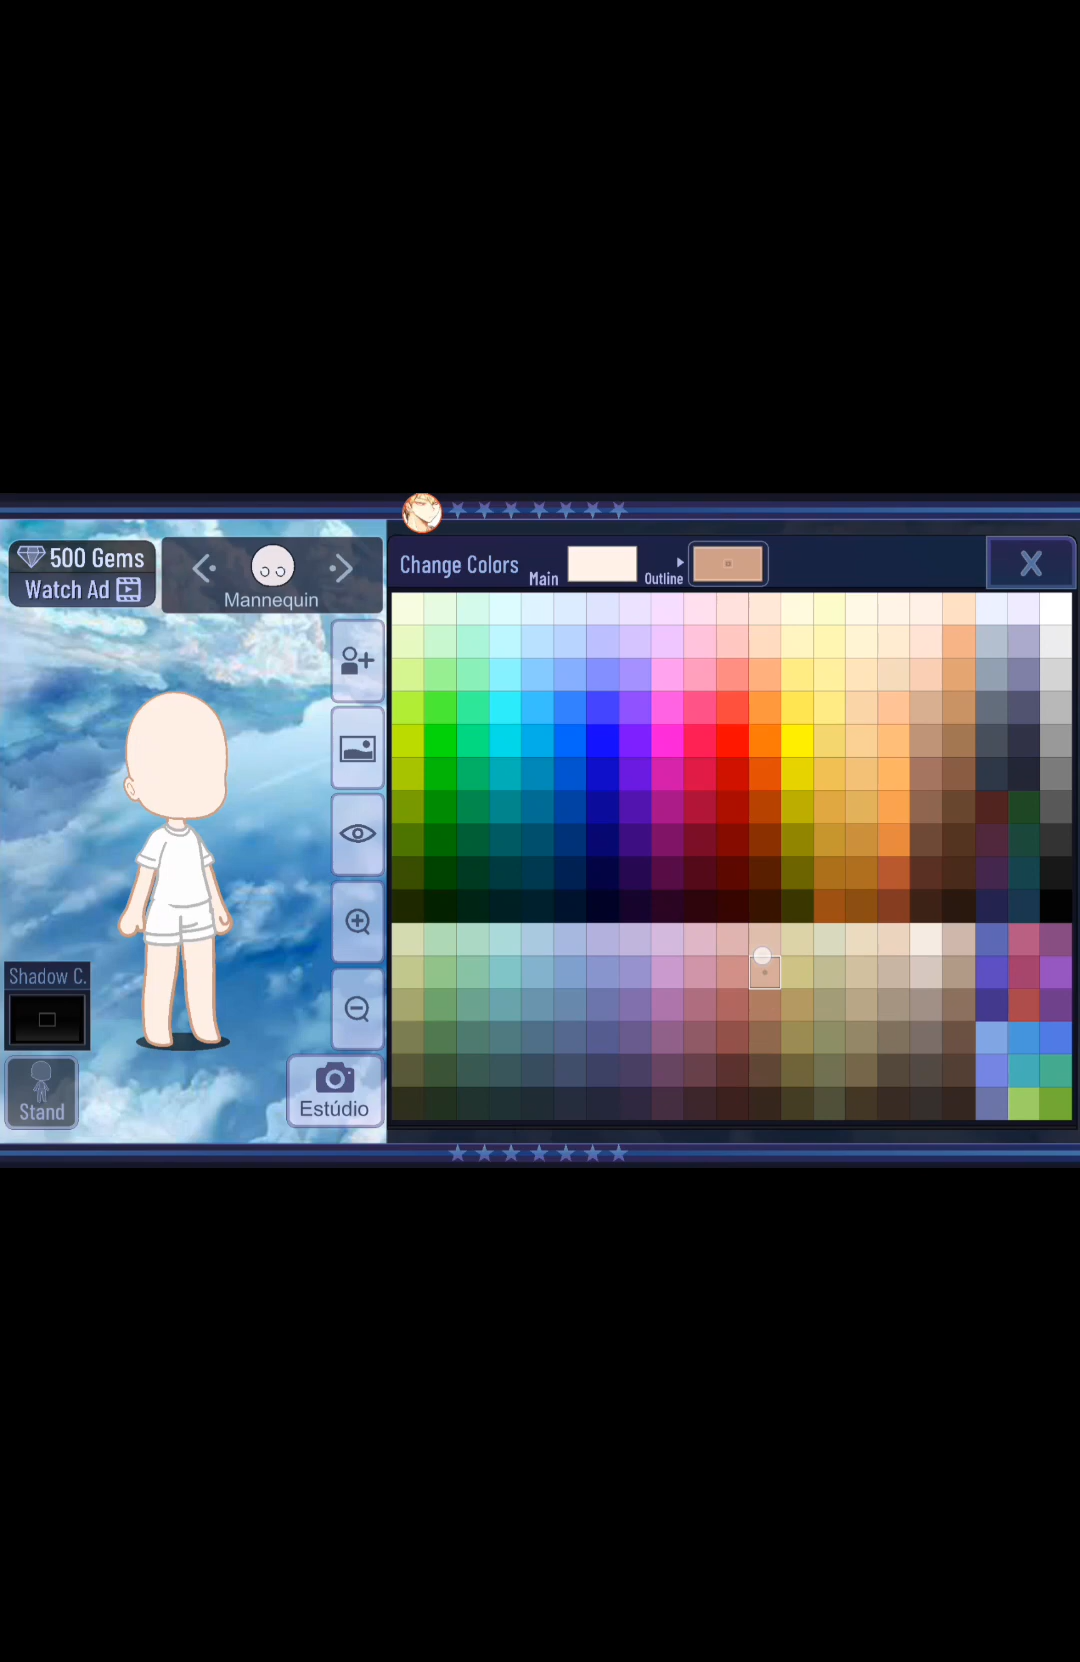 500 Gems
Watch Ad
Mannequin
Change Colors
Main
Outline
X
Shadow C.
Stand
Estúdio